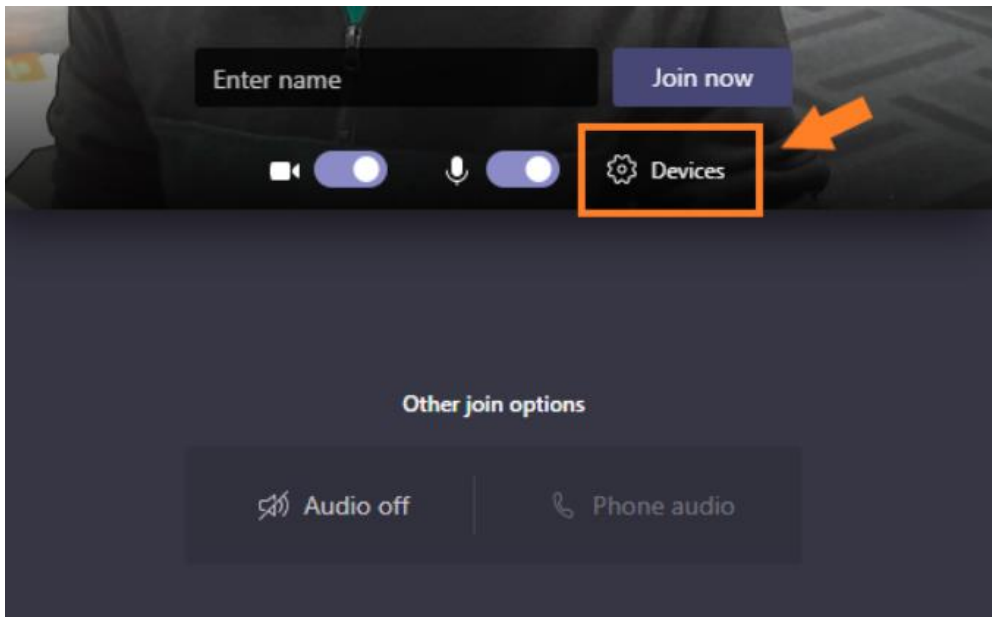 Enter name
Join now
Devices
Other join options
Audio off
Phone audio